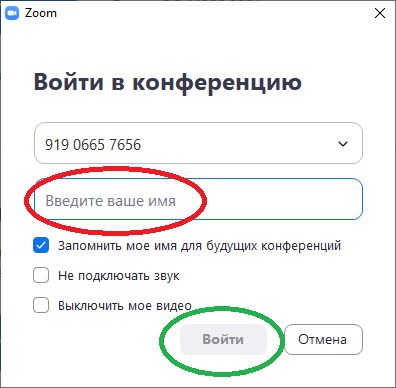 Zoom
Войти в конференцию
919 0665 7656
Введите ваше имя
Запомнить мое имя для будущих конференций
Не подключать звук
Выключить мое видео
Войти
Отмена